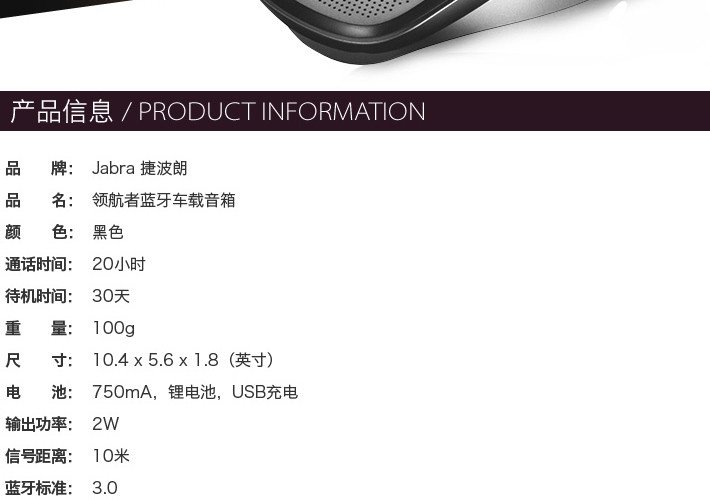 产品信息 / PRODUCT INFORMATION
品 牌： Jabra 捷波朗
品 名： 领航者蓝牙车载音箱
颜 色： 黑色
通话时间： 20小时
待机时间： 30天
重 量： 100g
尺 寸： 10.4 x 5.6 x 1.8（英寸）
电 池： 750mA，锂电池，USB充电
输出功率： 2W
信号距离： 10米
蓝牙标准： 3.0